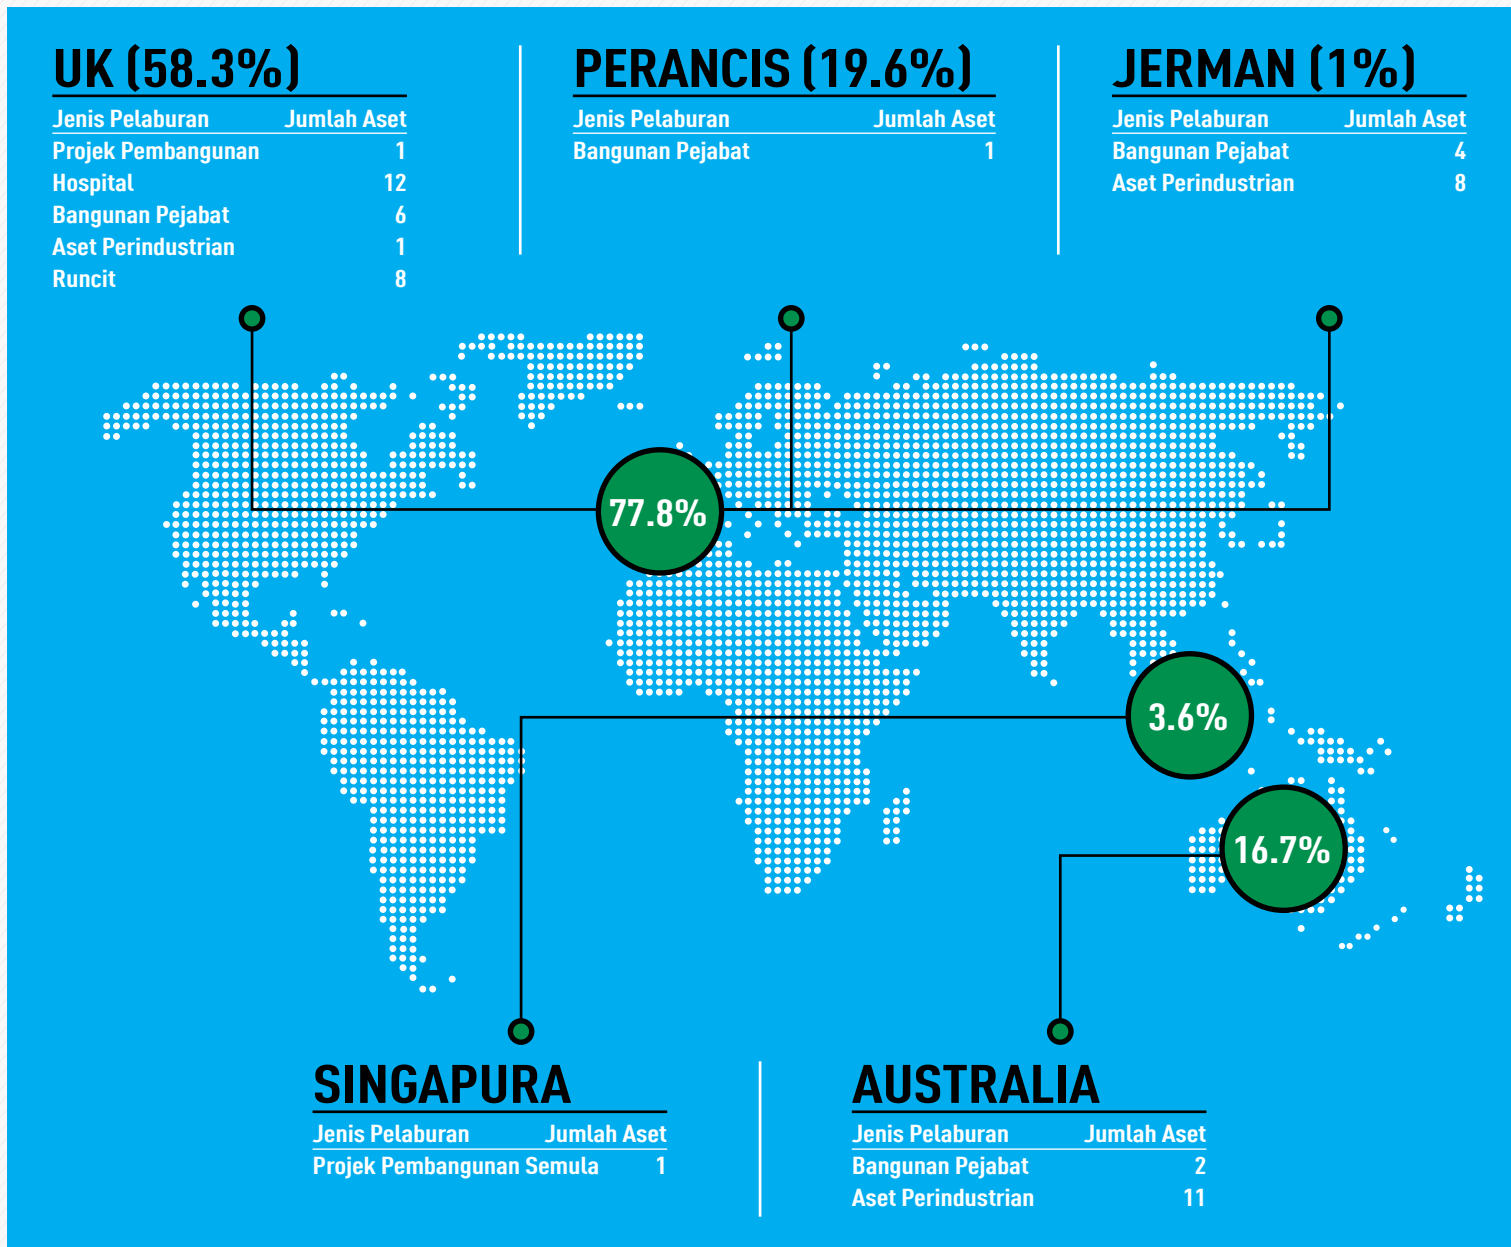 UK (58.3%)
Jenis Pelaburan Jumlah Aset
Projek Pembangunan 1
Hospital 12
Bangunan Pejabat 6
Aset Perindustrian 1
Runcit 8
PERANCIS (19.6%)
Jenis Pelaburan Jumlah Aset
Bangunan Pejabat 1
JERMAN (1%)
Jenis Pelaburan Jumlah Aset
Bangunan Pejabat 4
Aset Perindustrian 8
77.8%
3.6%
16.7%
SINGAPURA
Jenis Pelaburan Jumlah Aset
Projek Pembangunan Semula 1
AUSTRALIA
Jenis Pelaburan Jumlah Aset
Bangunan Pejabat 2
Aset Perindustrian 11